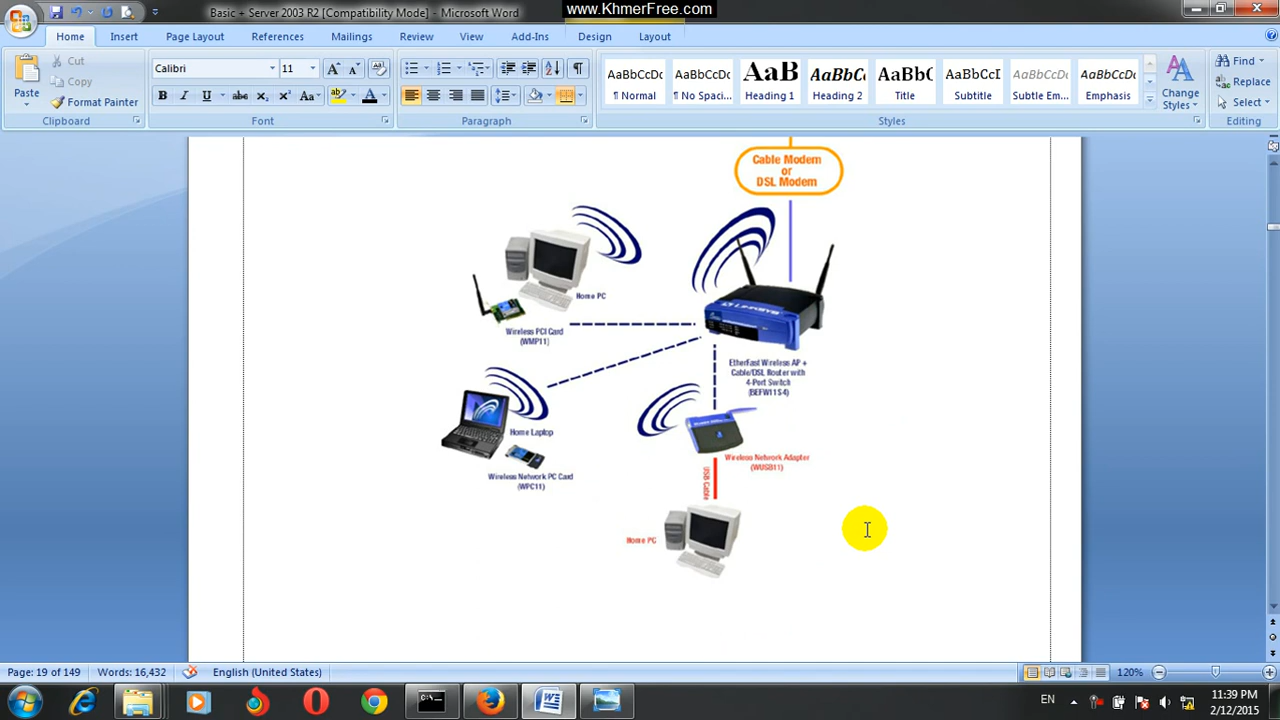 Basic + Server 2003 R2 [Compatibility Mode] - Microsoft Word
www.KhmerFree.com
Home
Insert
Page Layout
References
Mailings
Review
View
Add-Ins
Design
Layout
Paste
Cut
Copy
Format Painter
Clipboard
Calibri
11
Font
Paragraph
AaBbCcDc
AaBbCcDc
AaB
AaBbC
AaBbC
AaBbCcI
AaBbCcDc
AaBbCcDc
¶ Normal
¶ No Spaci...
Heading 1
Heading 2
Title
Subtitle
Subtle Em...
Emphasis
Change
Styles
Styles
Find
Replace
Select
Editing
Cable Modem
or
DSL Modem
Home PC
Wireless PCI Card
(WMP11)
EtherFast Wireless AP +
Cable/DSL Router with
4-Port Switch
(BEFW11S4)
Home Laptop
Wireless Network PC Card
(WPC11)
Wireless Network Adapter
(WUSB11)
USB Cable
Home PC
Page: 19 of 149
Words: 16,432
English (United States)
120%
EN
11:39 PM
2/12/2015